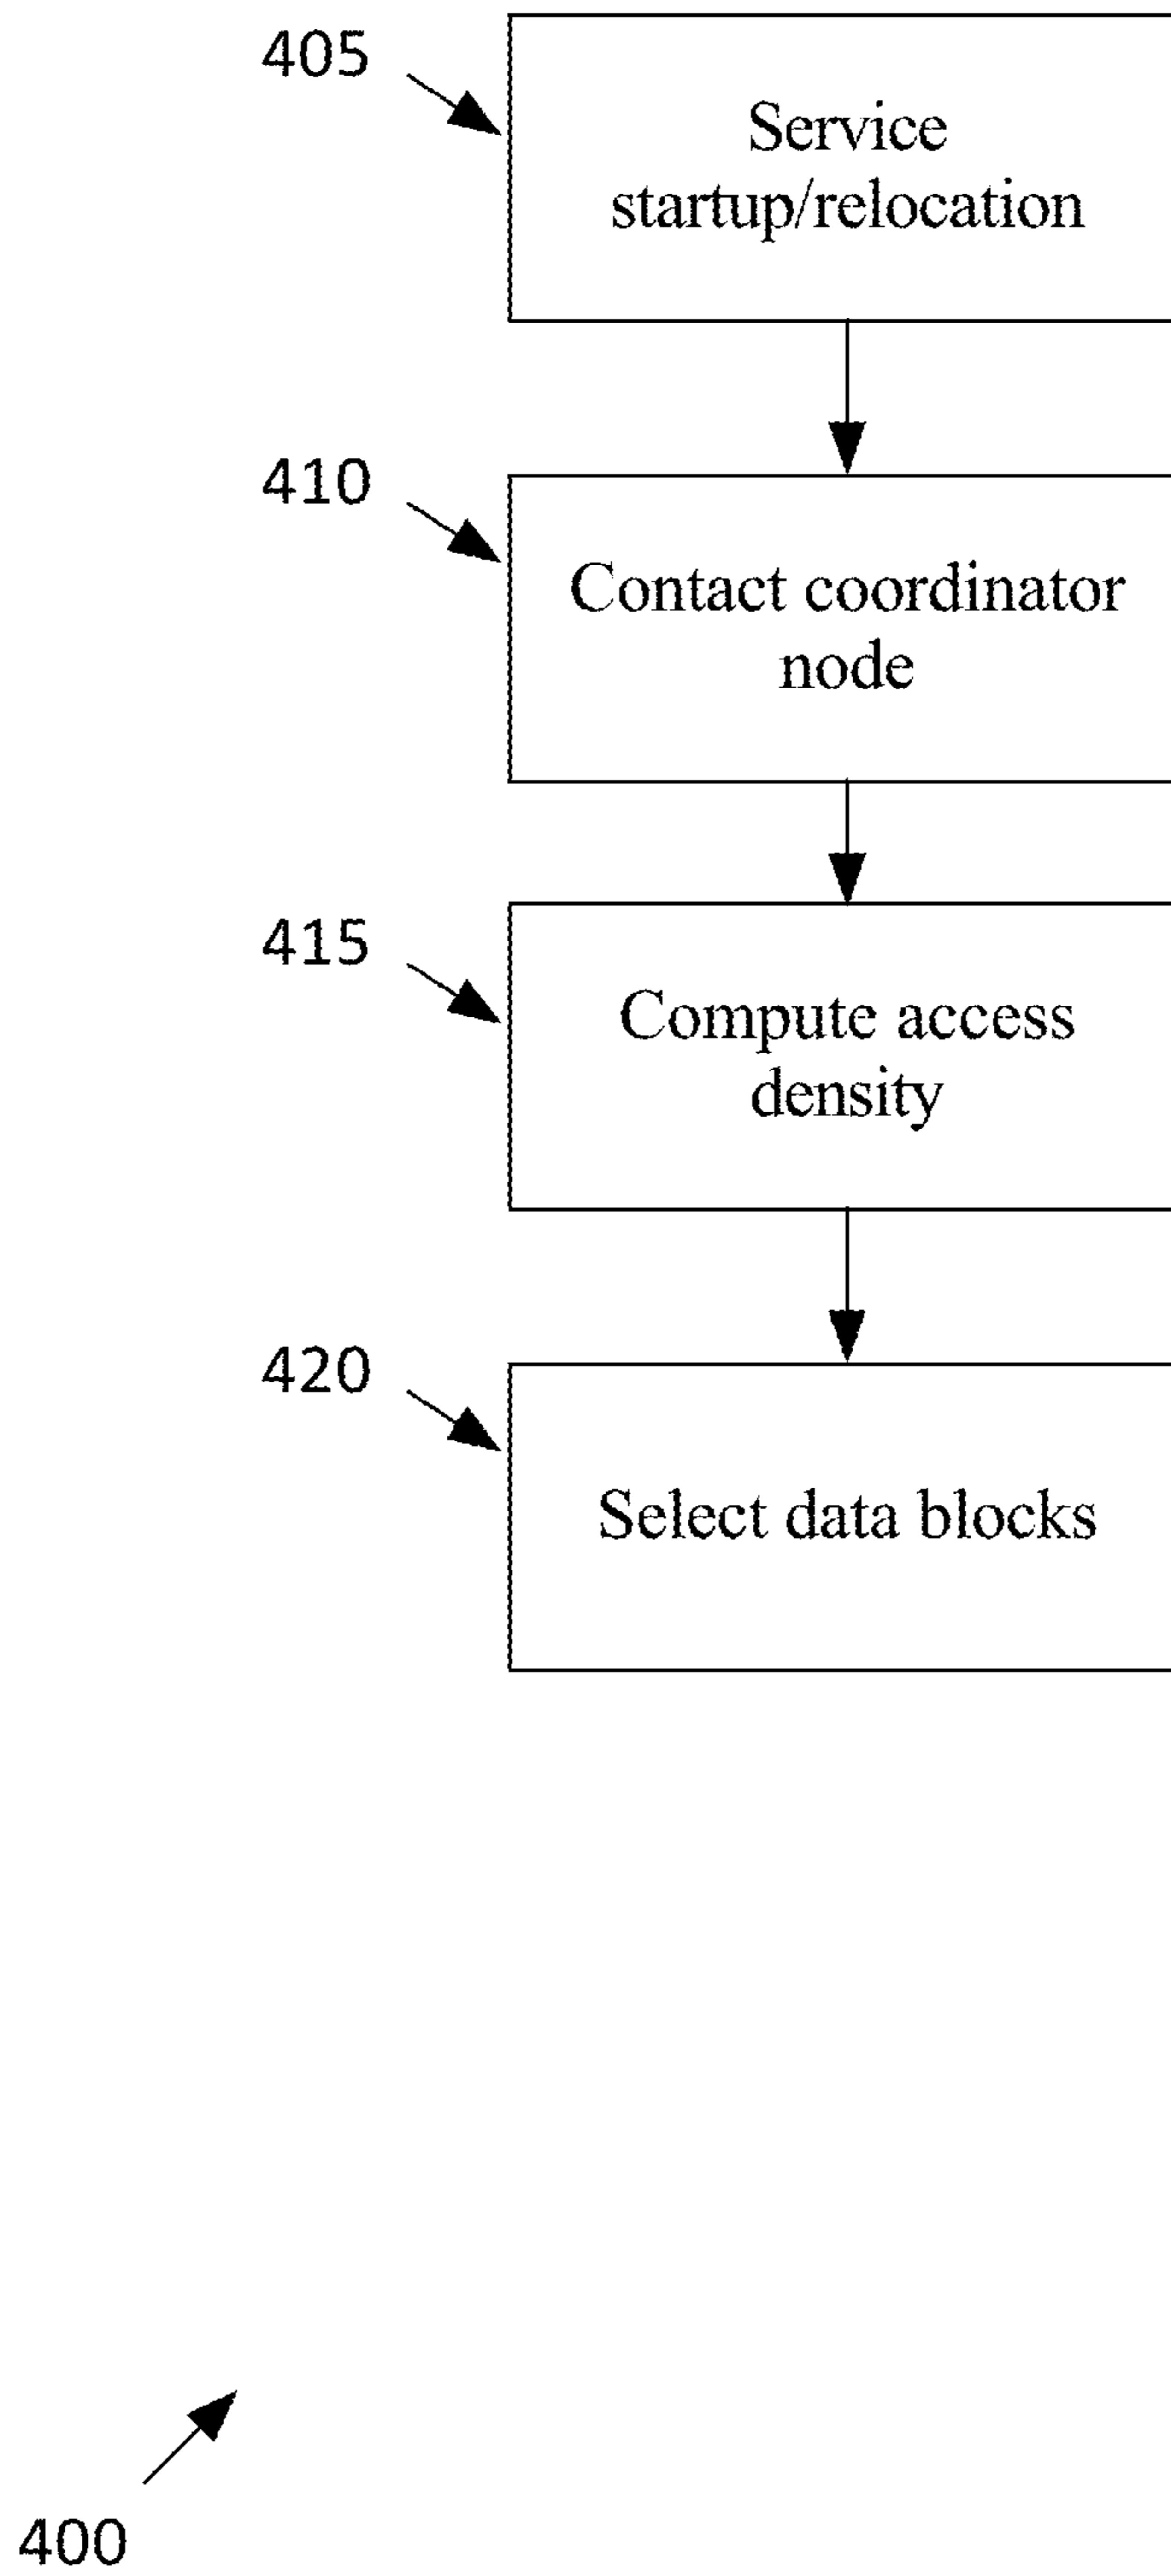 405
Service
startup/relocation
410
Contact coordinator
node
415
Compute access
density
420
Select data blocks
400